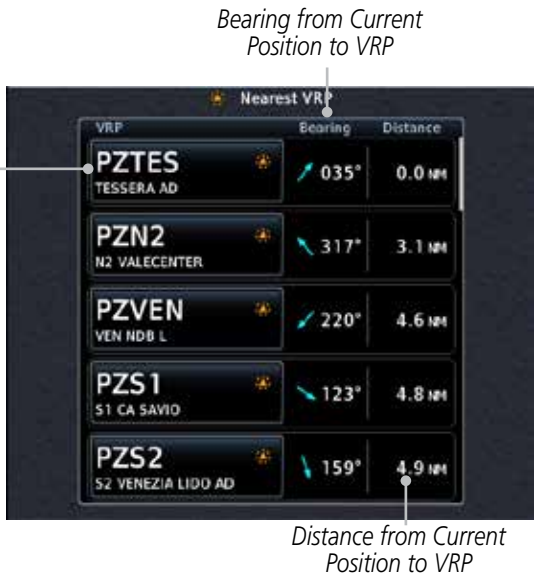 Bearing from Current
Position to VRP
Nearest VRP
VRP Bearing Distance
PZTES 035° 0.0 NM
TESSERA AD
PZN2 317° 3.1 NM
N2 VALECENTER
PZVEN 220° 4.6 NM
VEN NDB L
PZS1 123° 4.8 NM
S1 CA SAVIO
PZS2 159° 4.9 NM
S2 VENEZIA LIDO AD
Distance from Current
Position to VRP